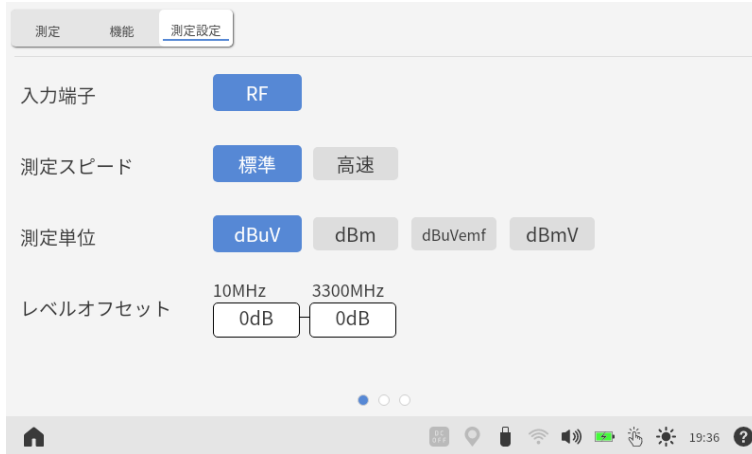 測定 機能 測定設定
入力端子 RF
測定スピード 標準 高速
測定単位 dBuV dBm dBuVemf dBmV
10MHz 3300MHz
レベルオフセット 0dB 0dB
DC OFF 19:36 ?